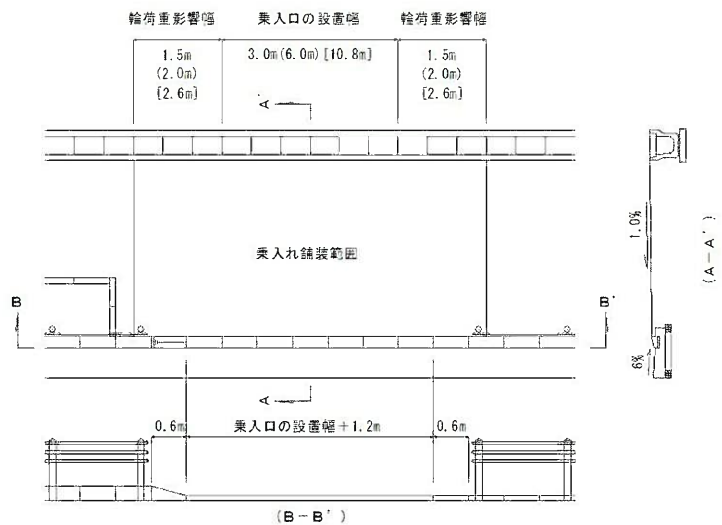 輪荷重影響幅 乗入口の設置幅 輪荷重影響幅
1.5m 3.0m(6.0m)[10.8m] 1.5m
(2.0m) (2.0m)
[2.6m] [2.6m]
A
1.0%
(A-A')
乗入れ舗装範囲
B B'
6%
A
0.6m 乗入口の設置幅+1.2m 0.6m
(B-B')